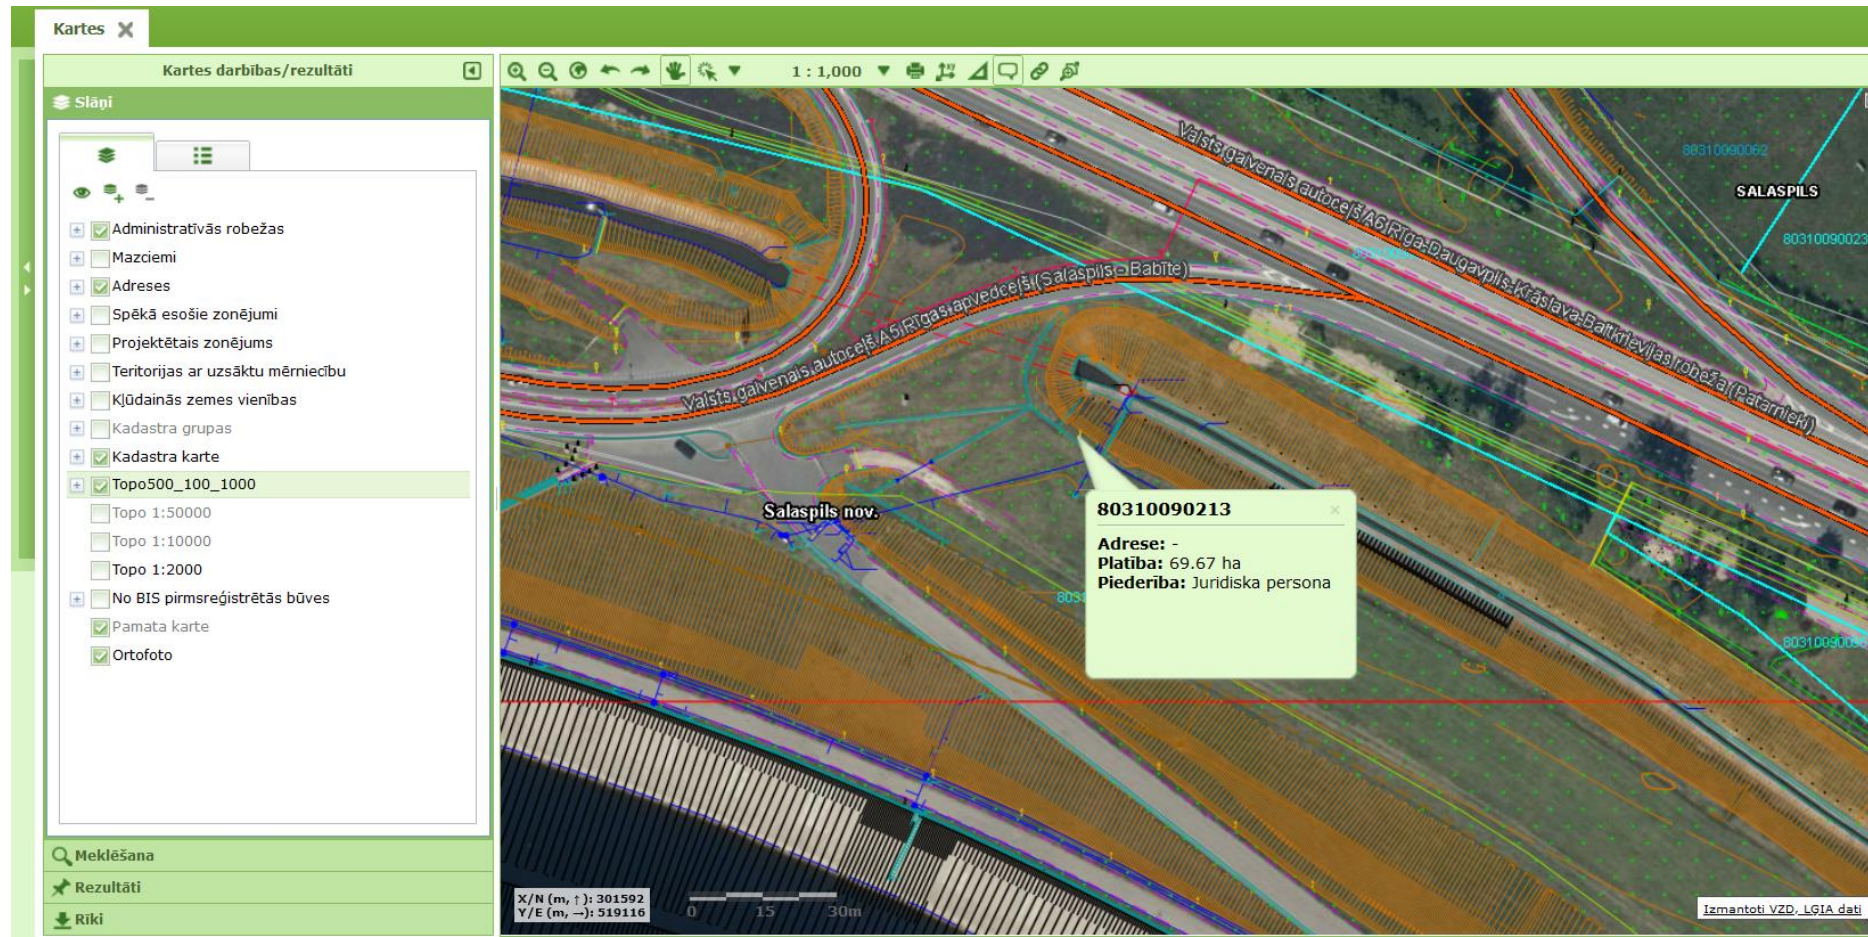 Kartes
Kartes darbības/rezultāti
1 : 1,000
Slāņi
Administratīvās robežas
Mazciemi
Adreses
Spēkā esošie zonējumi
Projektētais zonējums
Teritorijas ar uzsāktu mērniecību
Kļūdainās zemes vienības
Kadastra grupas
Kadastra karte
Topo500_100_1000
Topo 1:50000
Topo 1:10000
Topo 1:2000
No BIS pirmsreģistrētās būves
Pamata karte
Ortofoto
Meklēšana
Rezultāti
Rīki
Valsts galvenais autoceļš A6 Rīga-Daugavpils-Krāslava-Baltkrievijas robeža (Patarnieki)
80310090062
SALASPILS
80310090023
Valsts galvenais autoceļš A5 Rīgas apvedceļš (Salaspils - Babīte)
Salaspils nov.
80310090213
Adrese: -
Platība: 69.67 ha
Piederība: Juridiska persona
X/N (m, ↑): 301592
Y/E (m, →): 519116
0 15 30m
Izmantoti VZD, LĢIA dati